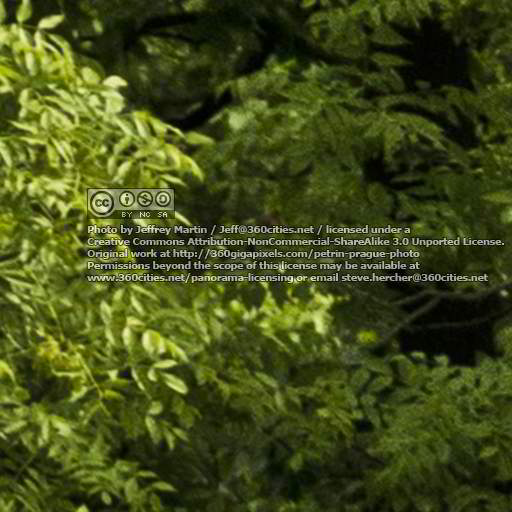 cc
BY NC SA
Photo by Jeffrey Martin / Jeff@360cities.net / licensed under a
Creative Commons Attribution-NonCommercial-ShareAlike 3.0 Unported License.
Original work at http://360gigapixels.com/petrin-prague-photo
Permissions beyond the scope of this license may be available at
www.360cities.net/panorama-licensing or email steve.hercher@360cities.net